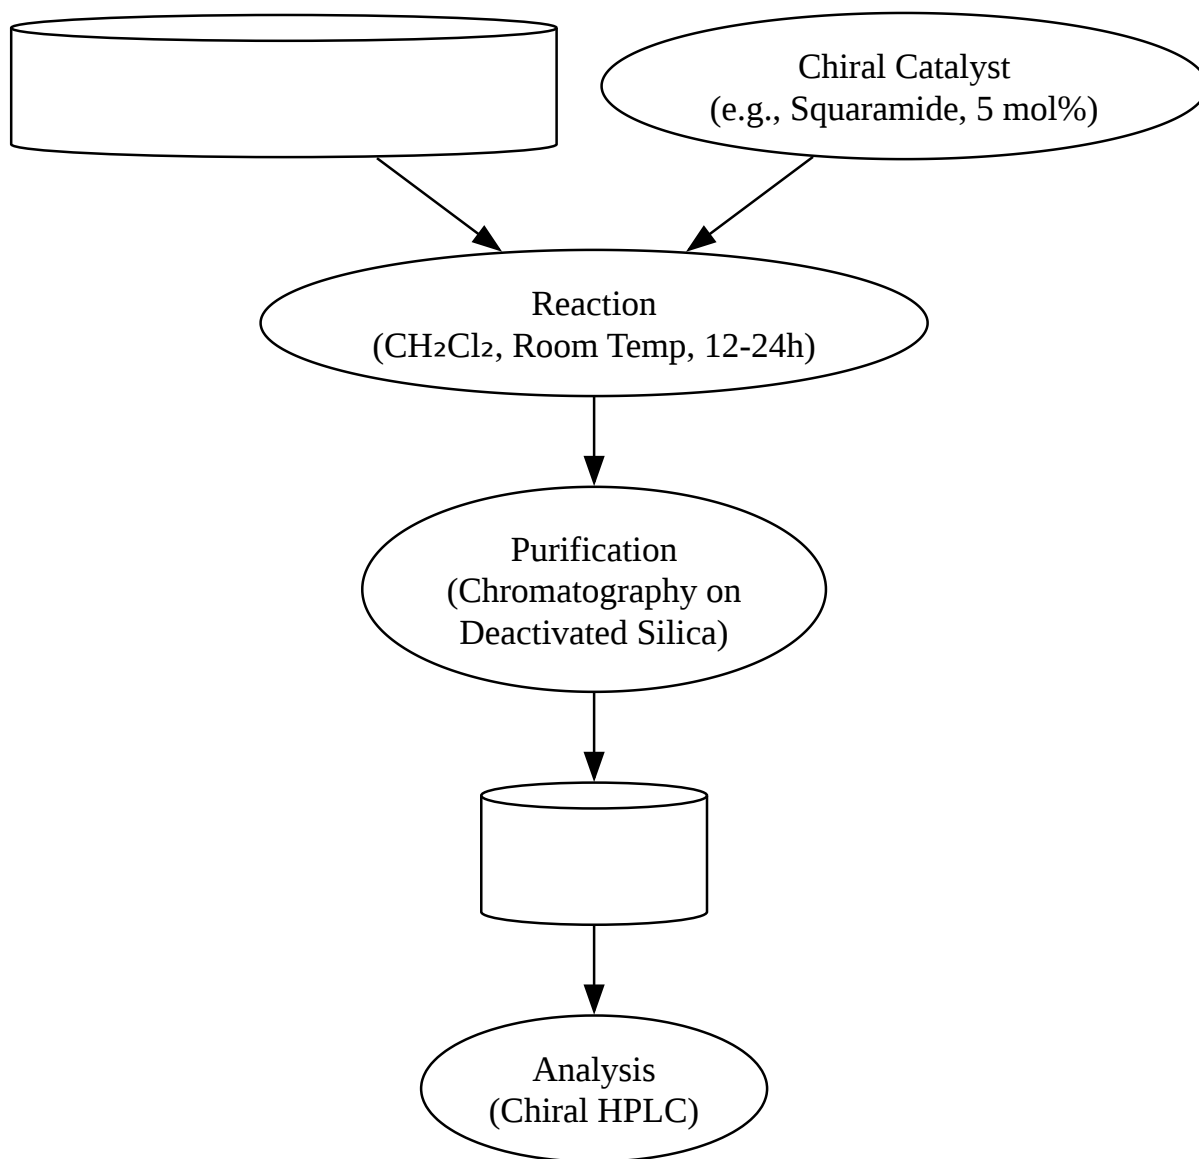 Chiral Catalyst
(e.g., Squaramide, 5 mol%)
Reaction
(CH₂Cl₂, Room Temp, 12-24h)
Purification
(Chromatography on
Deactivated Silica)
Analysis
(Chiral HPLC)